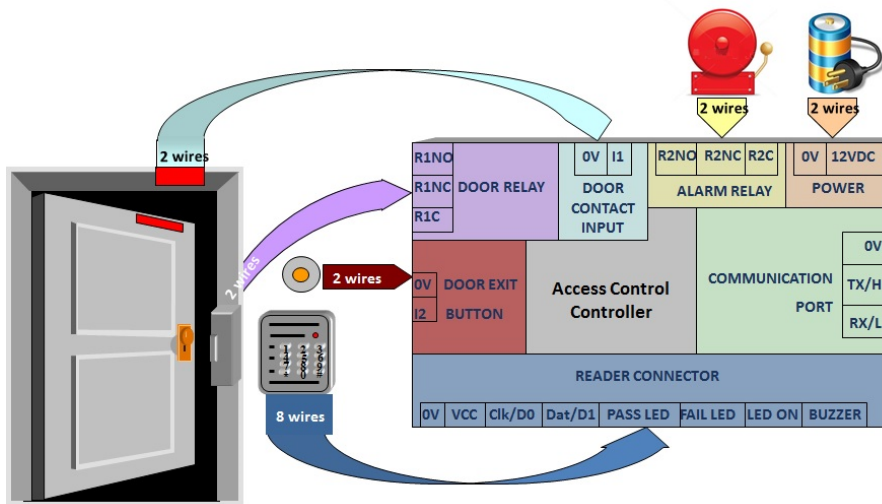 2 wires
2 wires
2 wires
2 wires
2 wires
8 wires
R1NO
R1NC
R1C
DOOR RELAY
0V I1
DOOR
CONTACT
INPUT
R2NO R2NC R2C
ALARM RELAY
0V 12VDC
POWER
0V
I2
DOOR EXIT
BUTTON
Access Control
Controller
COMMUNICATION
PORT
0V
TX/H
RX/L
READER CONNECTOR
0V VCC Clk/D0 Dat/D1 PASS LED FAIL LED LED ON BUZZER